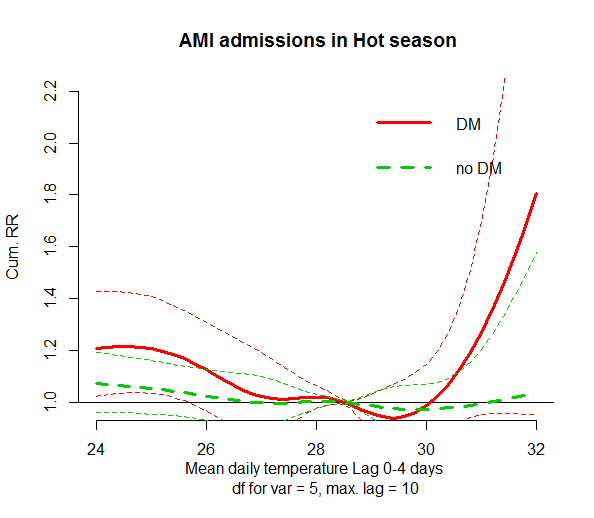 AMI admissions in Hot season
2.2
2.0
1.8
1.6
1.4
1.2
1.0
Cum. RR
DM
no DM
24 26 28 30 32
Mean daily temperature Lag 0-4 days
df for var = 5, max. lag = 10